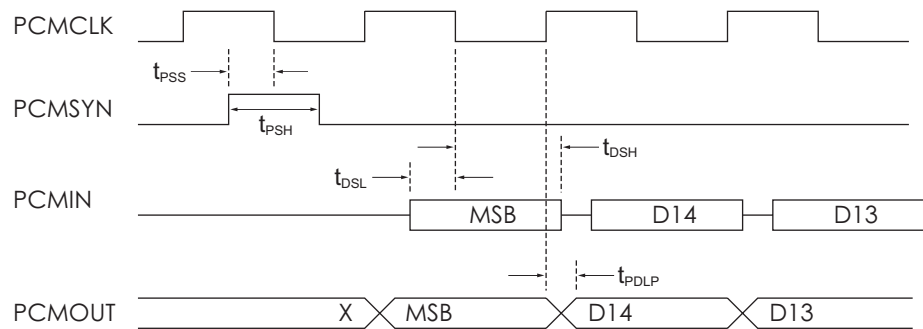 PCMCLK
tPSS
PCMSYN
tPSH
tDSH
tDSL
PCMIN
MSB D14 D13
tPDLP
PCMOUT X MSB D14 D13